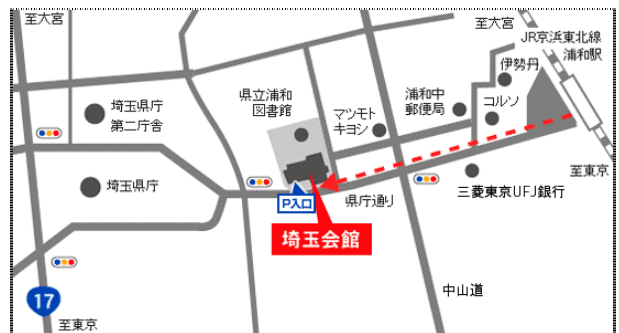 至大宮
至大宮
JR京浜東北線
浦和駅
伊勢丹
コルソ
浦和中
郵便局
マツモト
キヨシ
県立浦和
図書館
埼玉県庁
第二庁舎
埼玉県庁
至東京
三菱東京UFJ銀行
県庁通り
P入口
埼玉会館
中山道
17
至東京